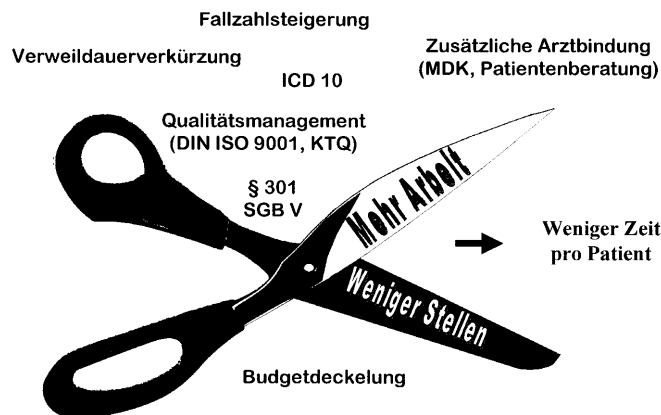 Fallzahlsteigerung
Verweildauerverkürzung
Zusätzliche Arztbindung
(MDK, Patientenberatung)
ICD 10
Qualitätsmanagement
(DIN ISO 9001, KTQ)
§ 301
SGB V
Mehr Arbeit
Weniger Zeit
pro Patient
Weniger Stellen
Budgetdeckelung